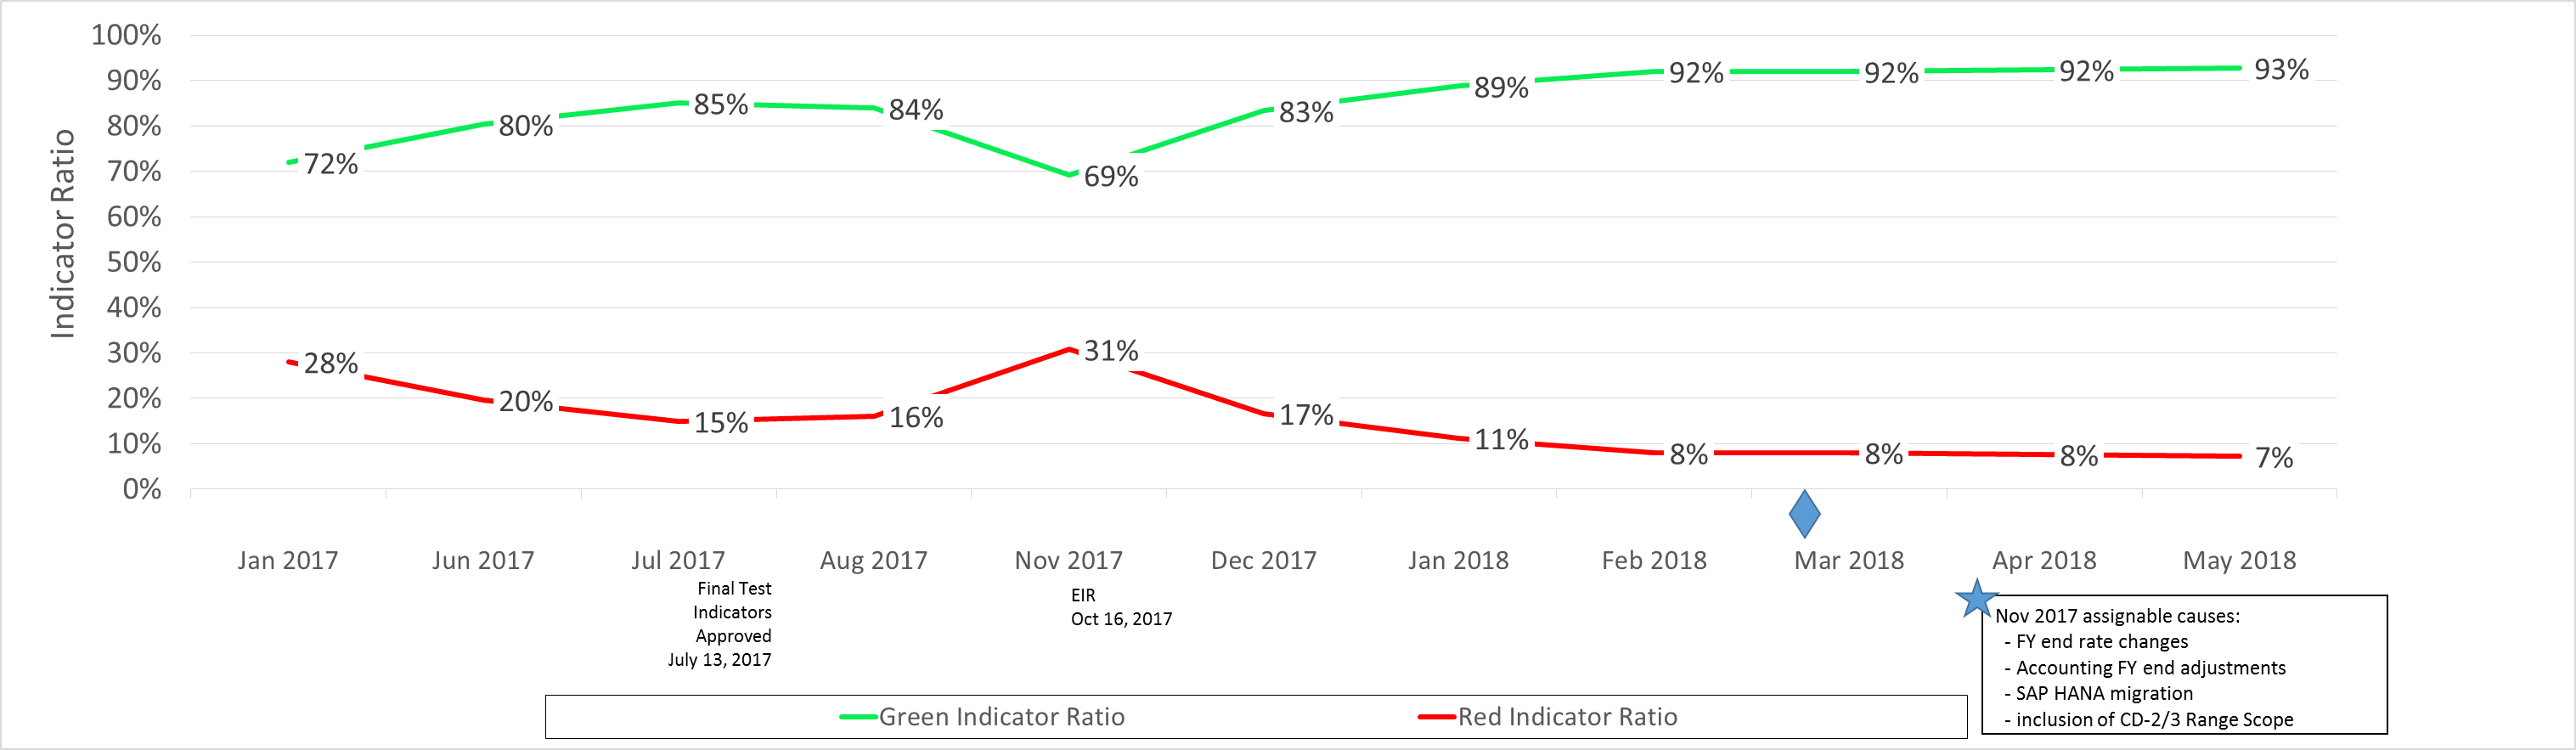 Indicator Ratio
100%
90%
80%
70%
60%
50%
40%
30%
20%
10%
0%
72%
80%
85%
84%
69%
83%
89%
92%
92%
92%
93%
28%
20%
15%
16%
31%
17%
11%
8%
8%
8%
7%
Jan 2017
Jun 2017
Jul 2017
Aug 2017
Nov 2017
Dec 2017
Jan 2018
Feb 2018
Mar 2018
Apr 2018
May 2018
Final Test
Indicators
Approved
July 13, 2017
EIR
Oct 16, 2017
Nov 2017 assignable causes:
- FY end rate changes
- Accounting FY end adjustments
- SAP HANA migration
- inclusion of CD-2/3 Range Scope
Green Indicator Ratio
Red Indicator Ratio